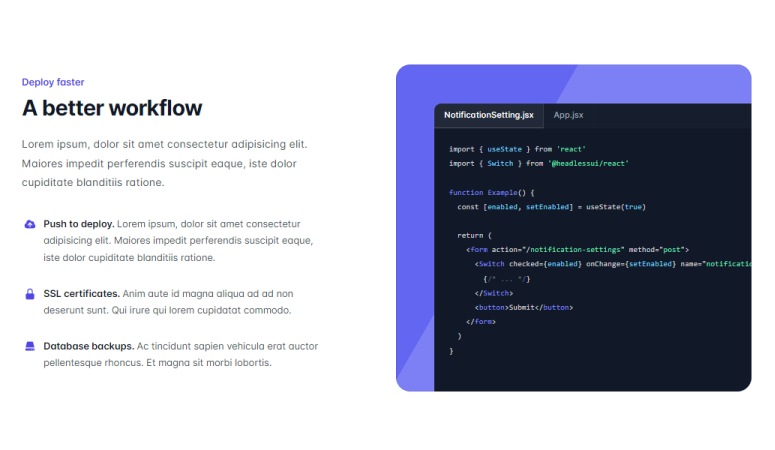 Deploy faster
A better workflow
Lorem ipsum, dolor sit amet consectetur adipisicing elit.
Maiores impedit perferendis suscipit eaque, iste dolor
cupiditate blanditiis ratione.
Push to deploy. Lorem ipsum, dolor sit amet consectetur
adipisicing elit. Maiores impedit perferendis suscipit eaque,
iste dolor cupiditate blanditiis ratione.
SSL certificates. Anim aute id magna aliqua ad ad non
deserunt sunt. Qui irure qui lorem cupidatat commodo.
Database backups. Ac tincidunt sapien vehicula erat auctor
pellentesque rhoncus. Et magna sit morbi lobortis.
NotificationSetting.jsx App.jsx
import { useState } from 'react'
import { Switch } from '@headlessui/react'
function Example() {
const [enabled, setEnabled] = useState(true)
return (
<form action="/notification-settings" method="post">
<Switch checked={enabled} onChange={setEnabled} name="notificatio
{/* ... */}
</Switch>
<button>Submit</button>
</form>
)
}